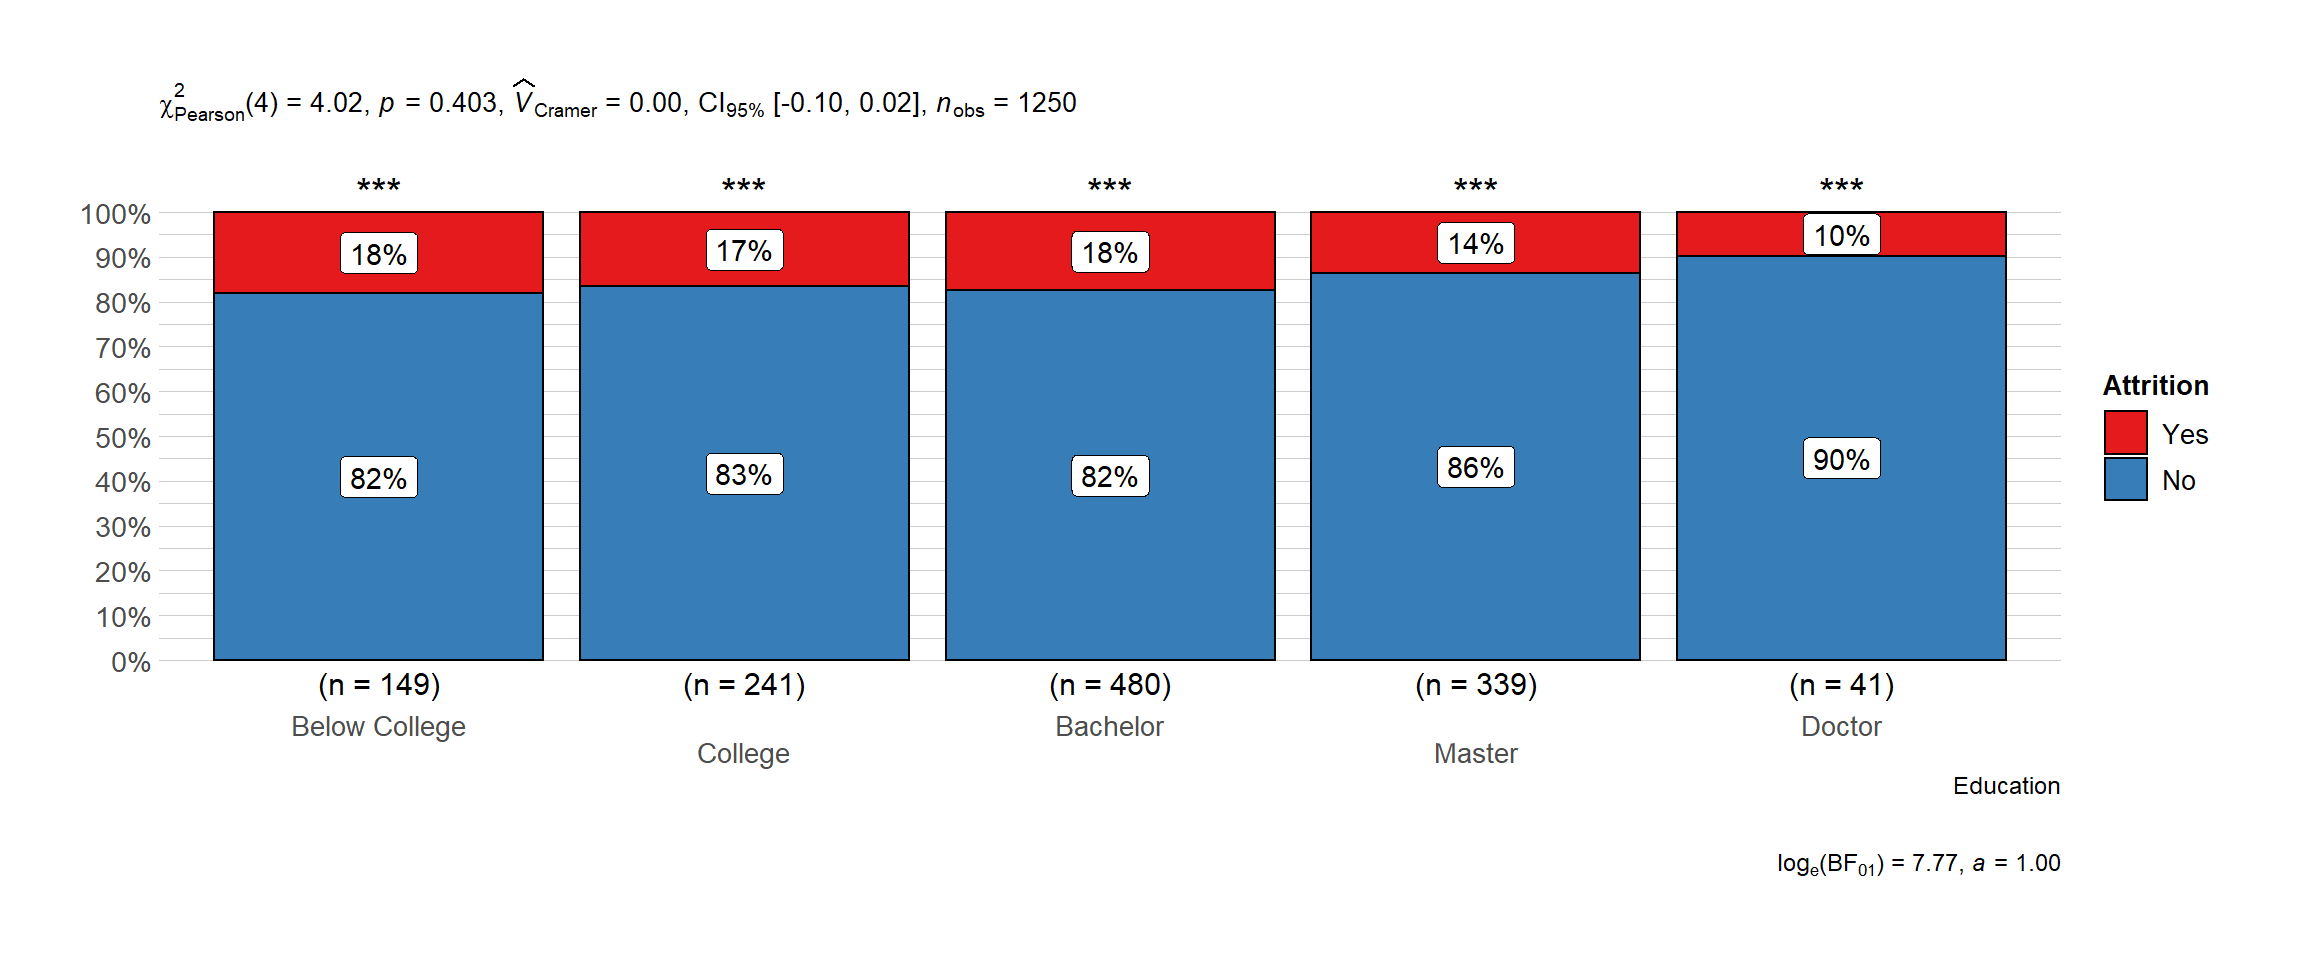 χ²Pearson(4) = 4.02, p = 0.403, V̂Cramer = 0.00, CI95% [-0.10, 0.02], nobs = 1250
*** *** *** *** ***
100%
90%
80%
70%
60%
50%
40%
30%
20%
10%
0%
18% 17% 18% 14% 10%
82% 83% 82% 86% 90%
(n = 149) (n = 241) (n = 480) (n = 339) (n = 41)
Below College College Bachelor Master Doctor
Education
Attrition
Yes
No
loge(BF01) = 7.77, a = 1.00